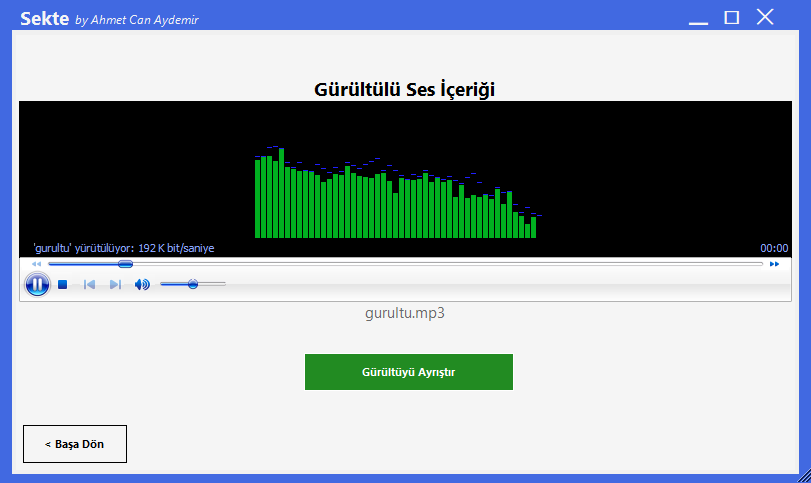 Sekte by Ahmet Can Aydemir
Gürültülü Ses İçeriği
'gurultu' yürütülüyor: 192 K bit/saniye 00:00
gurultu.mp3
Gürültüyü Ayrıştır
< Başa Dön